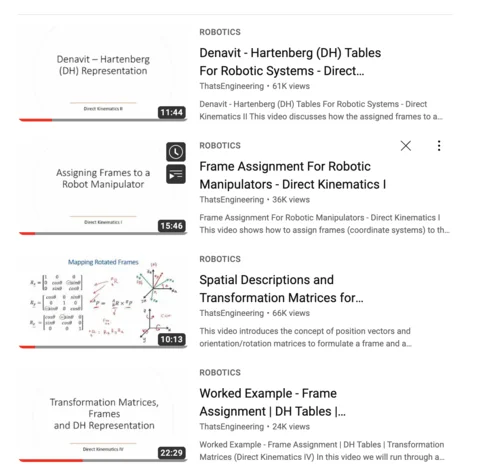 ROBOTICS
Denavit – Hartenberg
(DH) Representation
Direct Kinematics II
11:44
Denavit - Hartenberg (DH) Tables
For Robotic Systems - Direct...
ThatsEngineering • 61K views
Denavit - Hartenberg (DH) Tables For Robotic Systems - Direct
Kinematics II This video discusses how the assigned frames to a...
ROBOTICS
Assigning Frames to a
Robot Manipulator
Direct Kinematics I
15:46
Frame Assignment For Robotic
Manipulators - Direct Kinematics I
ThatsEngineering • 36K views
Frame Assignment For Robotic Manipulators - Direct Kinematics I
This video shows how to assign frames (coordinate systems) to th...
ROBOTICS
Mapping Rotated Frames
10:13
Spatial Descriptions and
Transformation Matrices for...
ThatsEngineering • 66K views
This video introduces the concept of position vectors and
orientation/rotation matrices to formulate a frame and a...
ROBOTICS
Transformation Matrices,
Frames
and DH Representation
Direct Kinematics IV
22:29
Worked Example - Frame
Assignment | DH Tables |...
ThatsEngineering • 24K views
Worked Example - Frame Assignment | DH Tables | Transformation
Matrices (Direct Kinematics IV) In this video we will run through a...